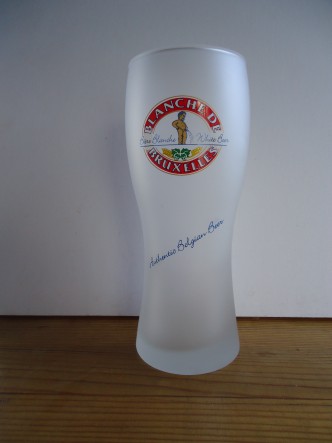 BLANCHE DE
Bière Blanche White Beer
BRUXELLES
Authentic Belgian Beer